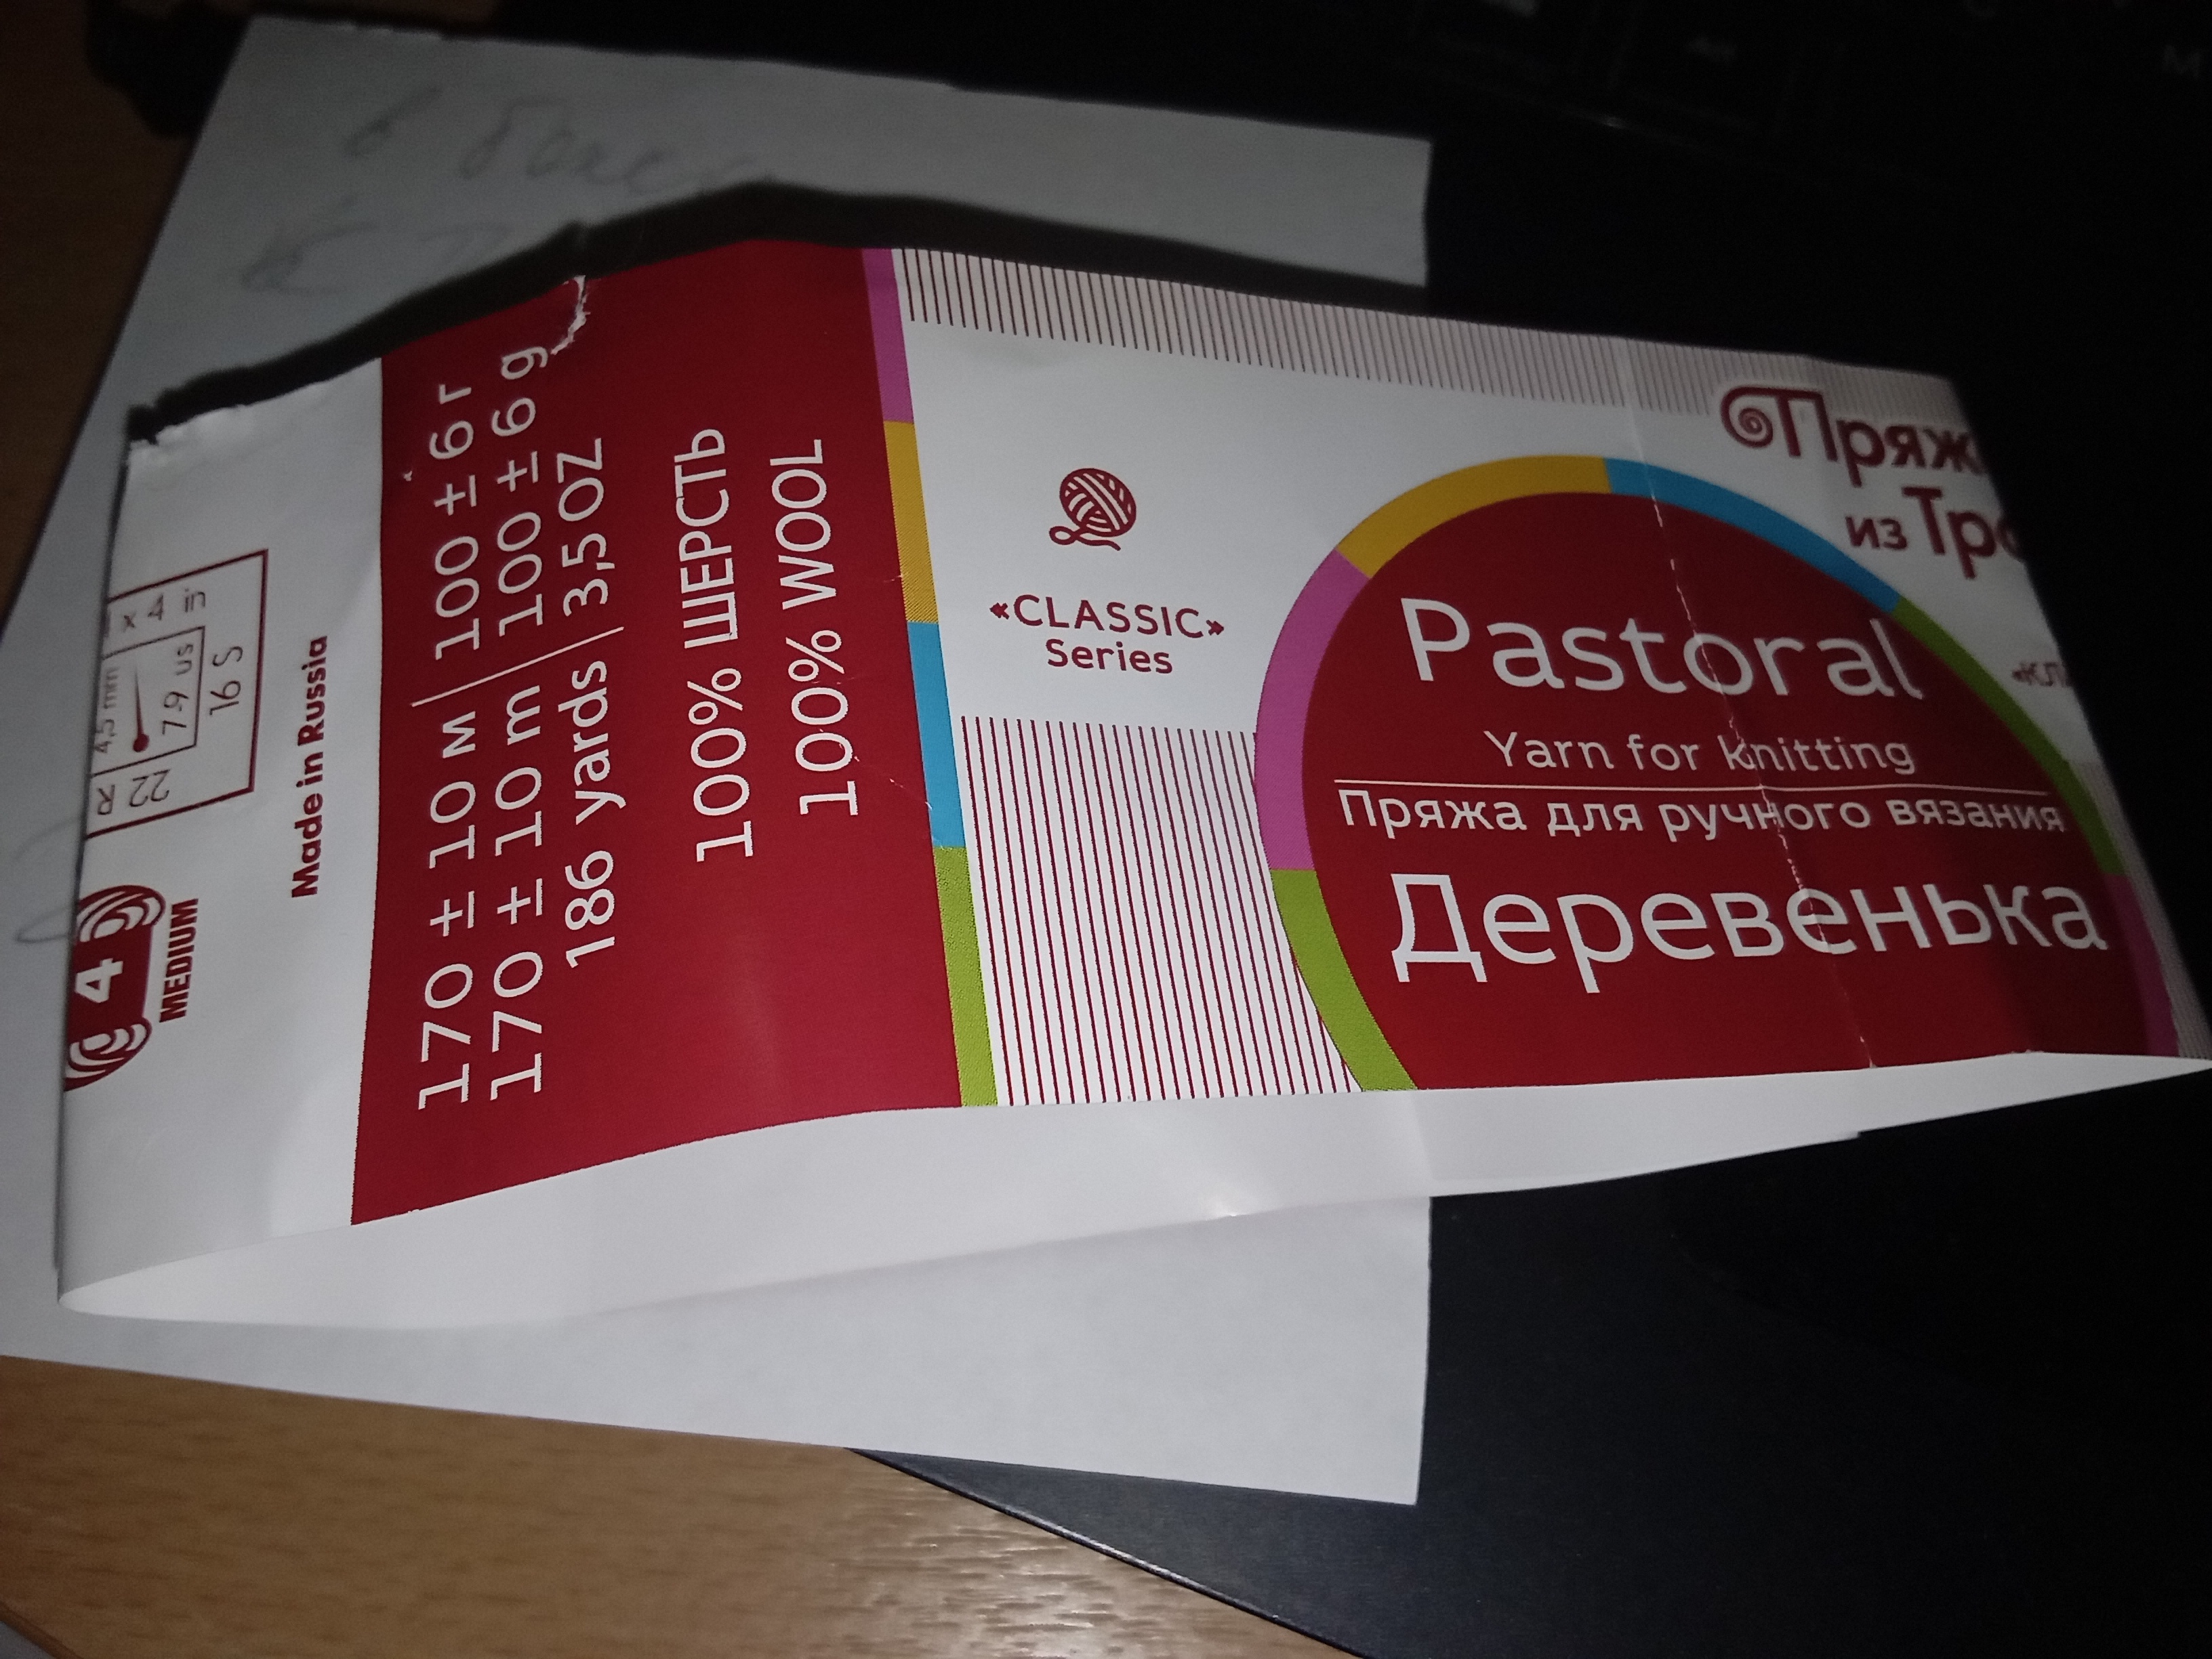 «CLASSIC»
Series
Pastoral
Yarn for Knitting
Пряжа для ручного вязания
Деревенька
из
170 ± 10 м | 100 ± 6 г
170 ± 10 m | 100 ± 6 g
186 yards | 3,5 OZ
100% ШЕРСТЬ
100% WOOL
Made in Russia
x 4 in
4,5 mm
7.9 us
22 R
16 S
4
MEDIUM